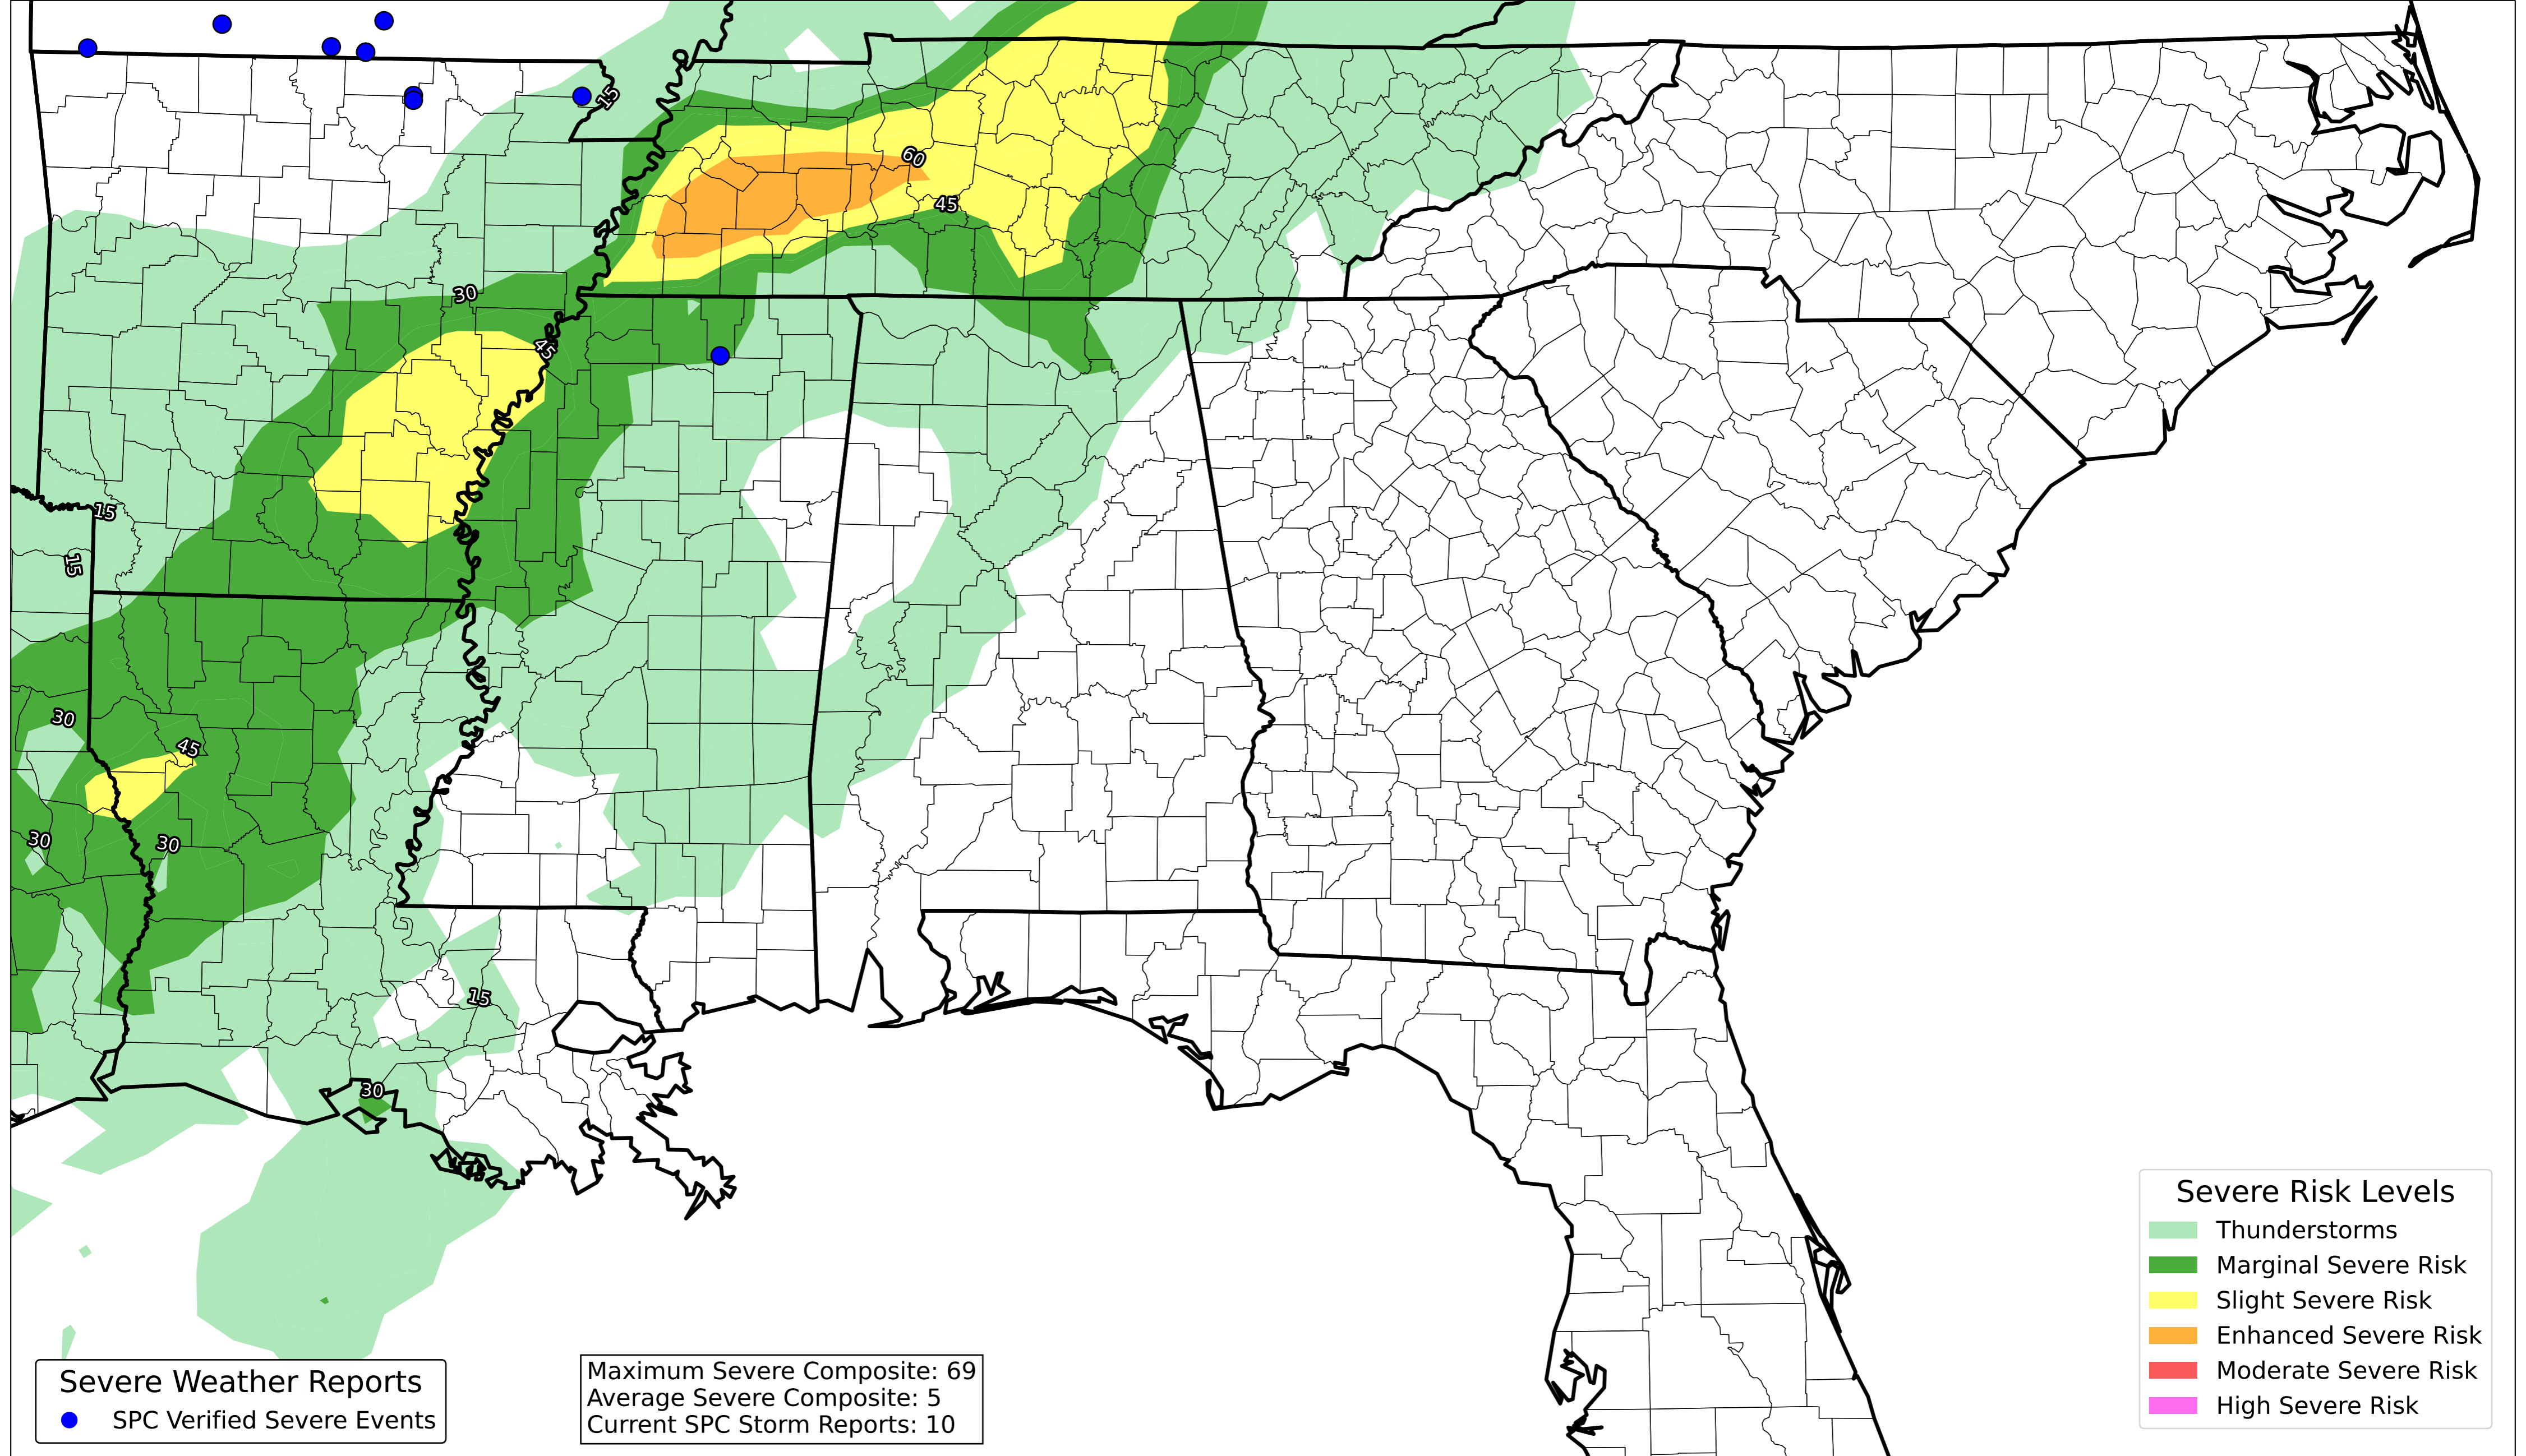 15
60
45
30
45
15
15
30
45
30
30
15
30
Severe Risk Levels
Thunderstorms
Marginal Severe Risk
Slight Severe Risk
Enhanced Severe Risk
Moderate Severe Risk
High Severe Risk
Severe Weather Reports
SPC Verified Severe Events
Maximum Severe Composite: 69
Average Severe Composite: 5
Current SPC Storm Reports: 10